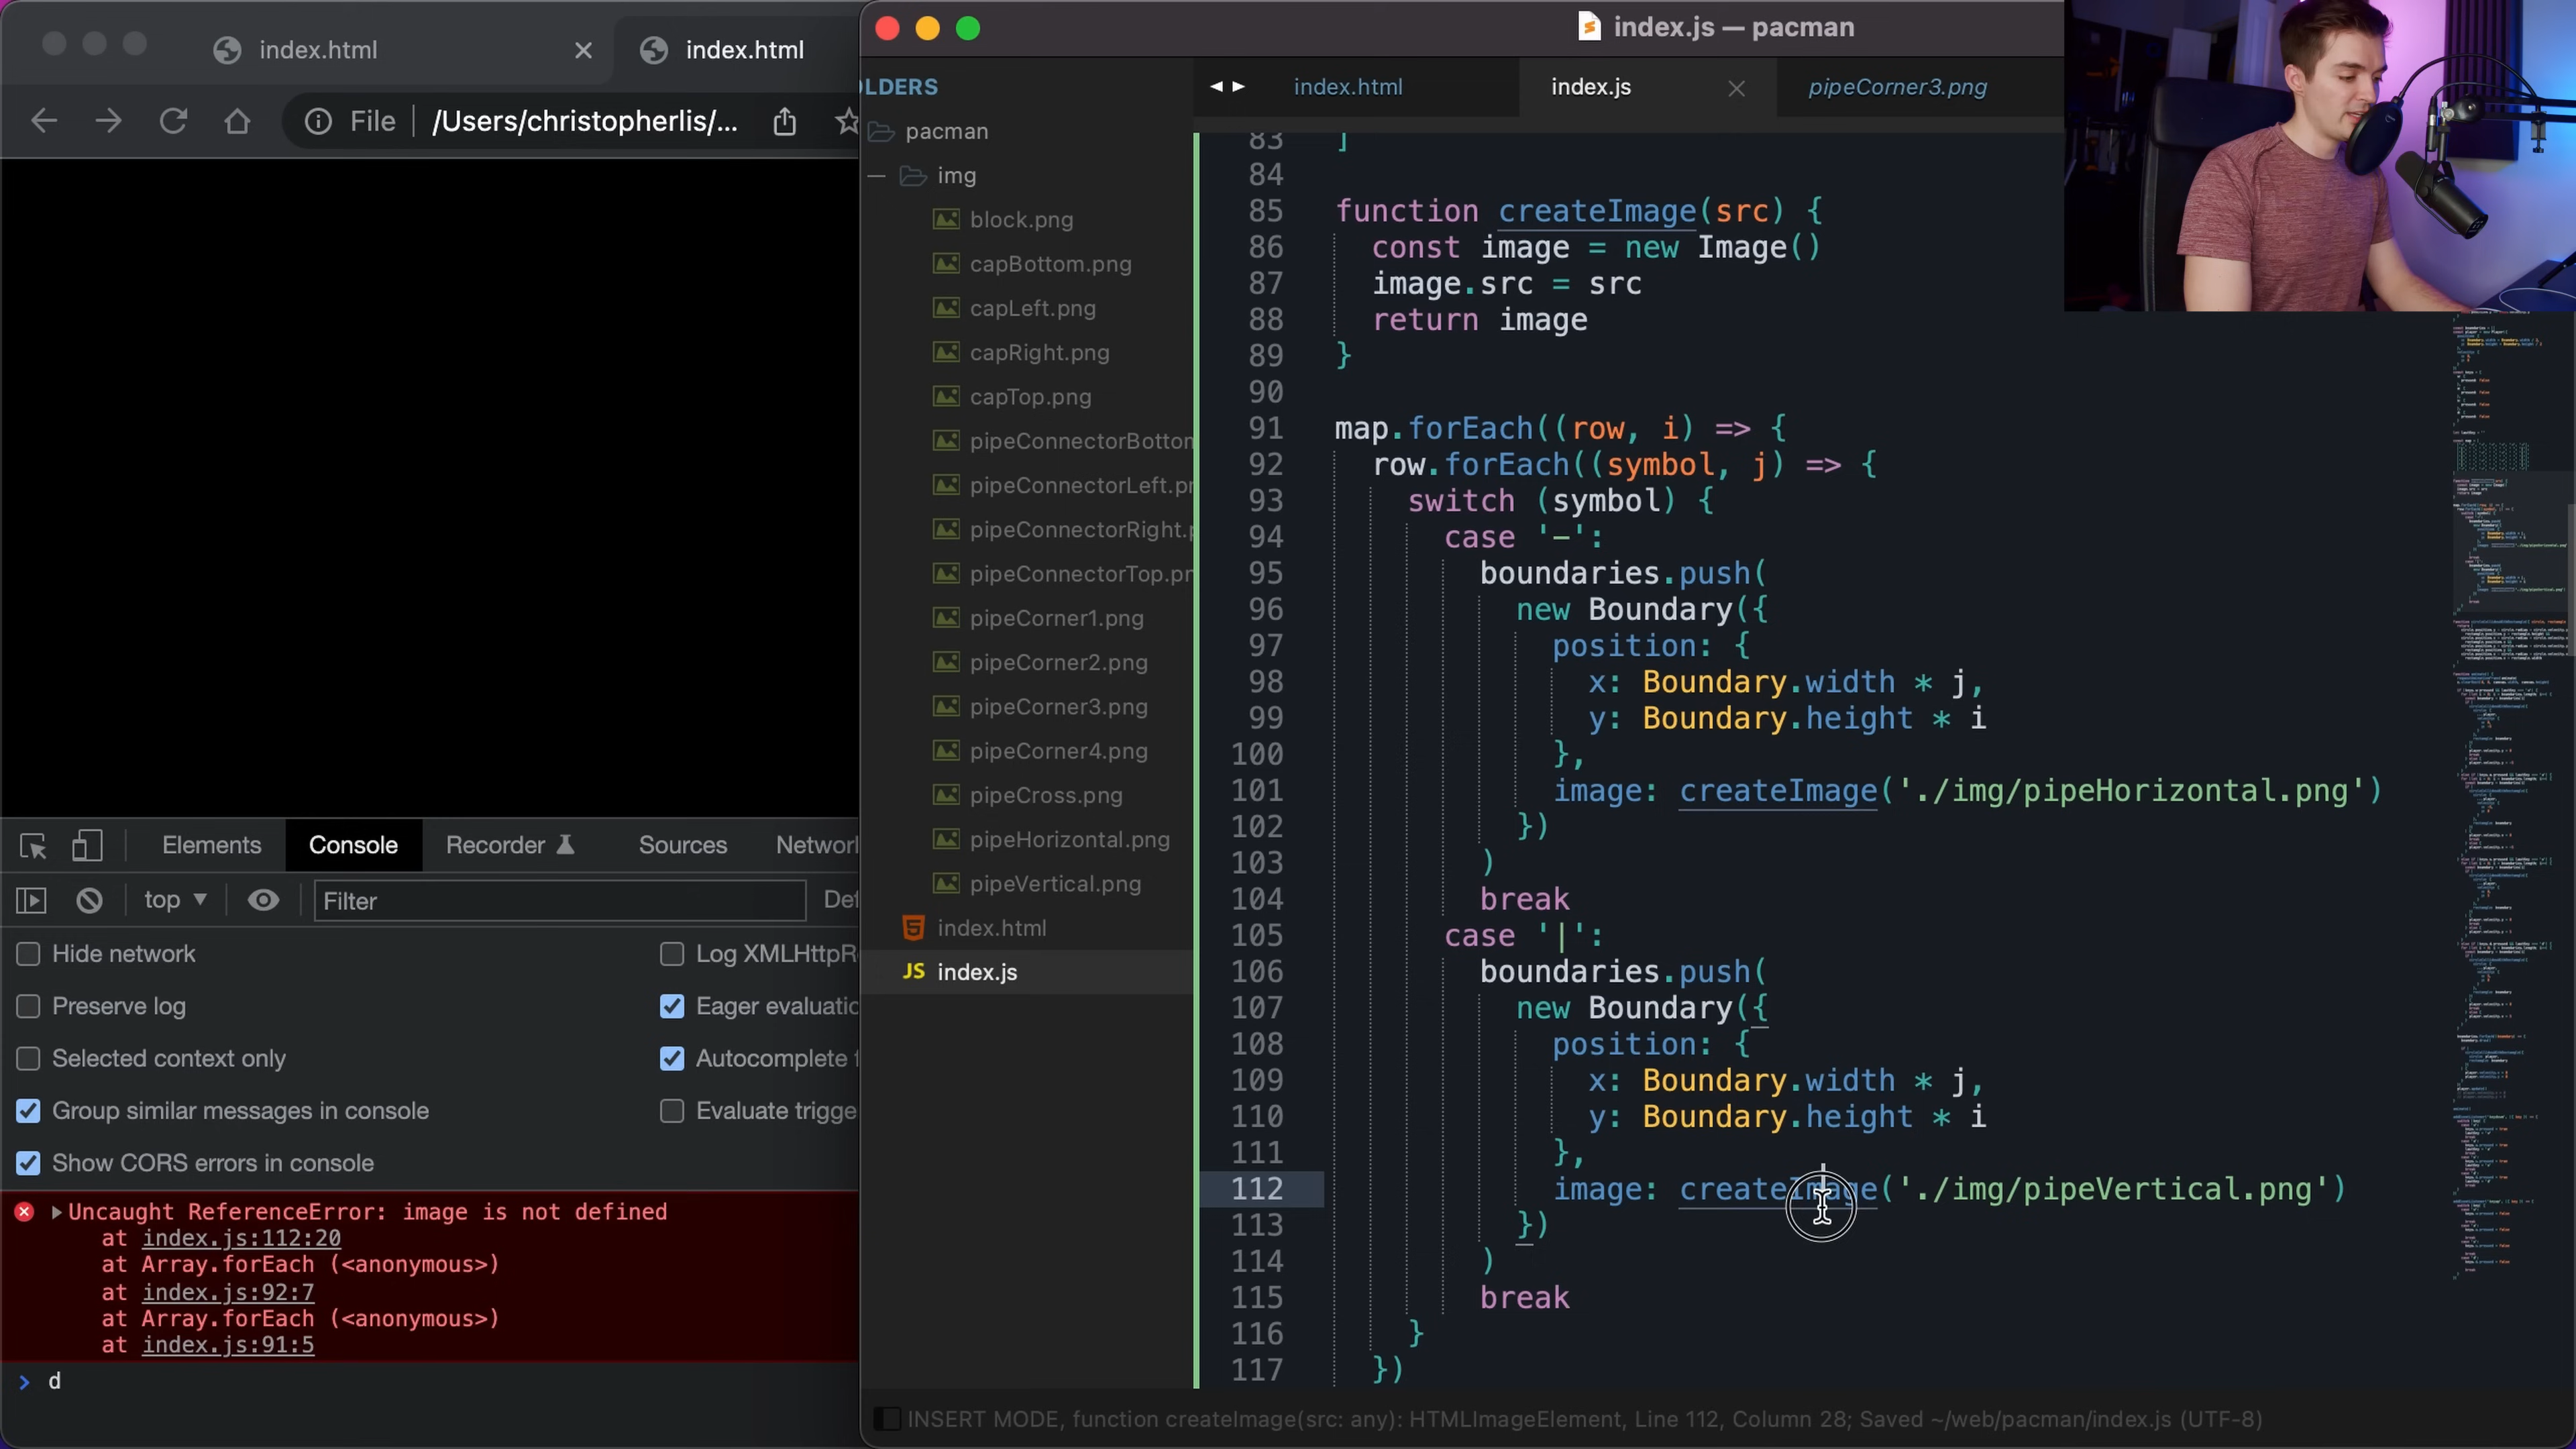 index.html
index.html
File
/Users/christopherlis/...
Elements
Console
Recorder
Sources
top
Filter
Hide network
Preserve log
Eager evaluatio
Selected context only
Group similar messages in console
Evaluate trigge
Show CORS errors in console
Uncaught ReferenceError: image is not defined
at index.js:112:20
at Array.forEach (<anonymous>)
at index.js:92:7
at Array.forEach (<anonymous>)
at index.js:91:5
> d
index.js — pacman
OLDERS
pacman
img
block.png
capBottom.png
capLeft.png
capRight.png
capTop.png
pipeConnectorBottom
pipeConnectorLeft.pn
pipeConnectorRight.p
pipeConnectorTop.pn
pipeCorner1.png
pipeCorner2.png
pipeCorner3.png
pipeCorner4.png
pipeCross.png
pipeHorizontal.png
pipeVertical.png
index.html
JS index.js
index.html
index.js
pipeCorner3.png
83 ]
84
85 function createImage(src) {
86 const image = new Image()
87 image.src = src
88 return image
89 }
90
91 map.forEach((row, i) => {
92 row.forEach((symbol, j) => {
93 switch (symbol) {
94 case '-':
95 boundaries.push(
96 new Boundary({
97 position: {
98 x: Boundary.width * j,
99 y: Boundary.height * i
100 },
101 image: createImage('./img/pipeHorizontal.png')
102 })
103 )
104 break
105 case '|':
106 boundaries.push(
107 new Boundary({
108 position: {
109 x: Boundary.width * j,
110 y: Boundary.height * i
111 },
112 image: createImage('./img/pipeVertical.png')
113 })
114 )
115 break
116 }
117 })
INSERT MODE, function createImage(src: any): HTMLImageElement, Line 112, Column 28; Saved ~/web/pacman/index.js (UTF-8)